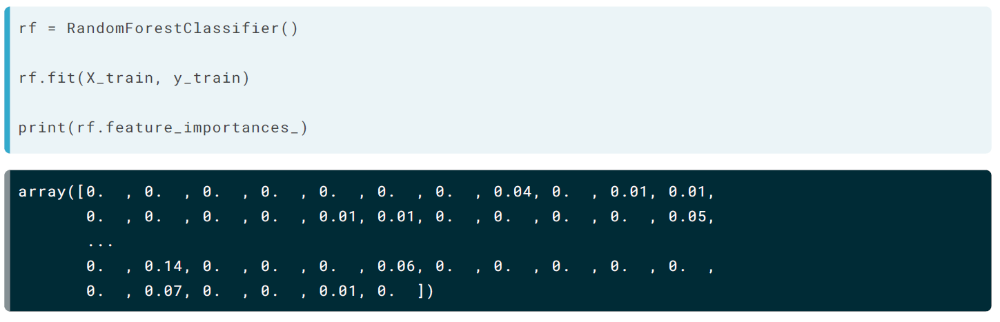 rf = RandomForestClassifier()
rf.fit(X_train, y_train)
print(rf.feature_importances_)
array([0.  , 0.  , 0.  , 0.  , 0.  , 0.  , 0.  , 0.04, 0.  , 0.01, 0.01,
       0.  , 0.  , 0.  , 0.  , 0.01, 0.01, 0.  , 0.  , 0.  , 0.  , 0.05,
       ...
       0.  , 0.14, 0.  , 0.  , 0.  , 0.06, 0.  , 0.  , 0.  , 0.  , 0.  ,
       0.  , 0.07, 0.  , 0.  , 0.01, 0.  ])